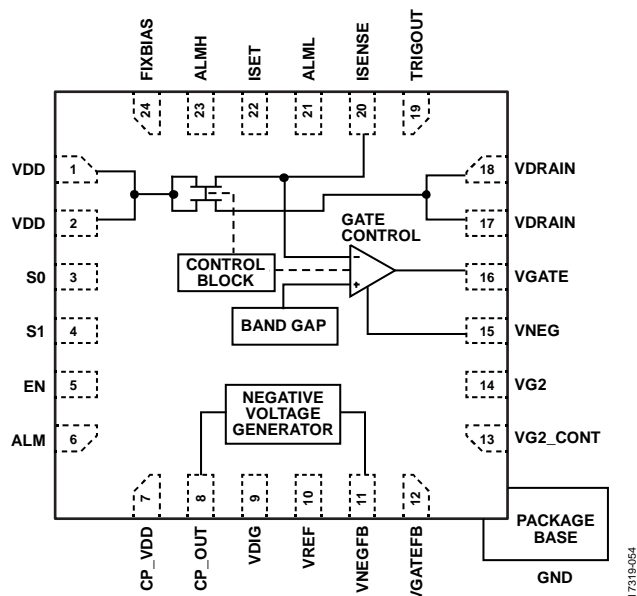 FIXBIAS
ALMH
ISET
ALML
ISENSE
TRIGOUT
24
23
22
21
20
19
VDD
1
18
VDRAIN
VDD
2
17
VDRAIN
GATE
CONTROL
S0
3
CONTROL
BLOCK
–
+
16
VGATE
S1
4
BAND GAP
15
VNEG
EN
5
14
VG2
NEGATIVE
VOLTAGE
GENERATOR
ALM
6
13
VG2_CONT
7
8
9
10
11
12
CP_VDD
CP_OUT
VDIG
VREF
VNEGFB
VGATEFB
PACKAGE
BASE
GND
17319-054